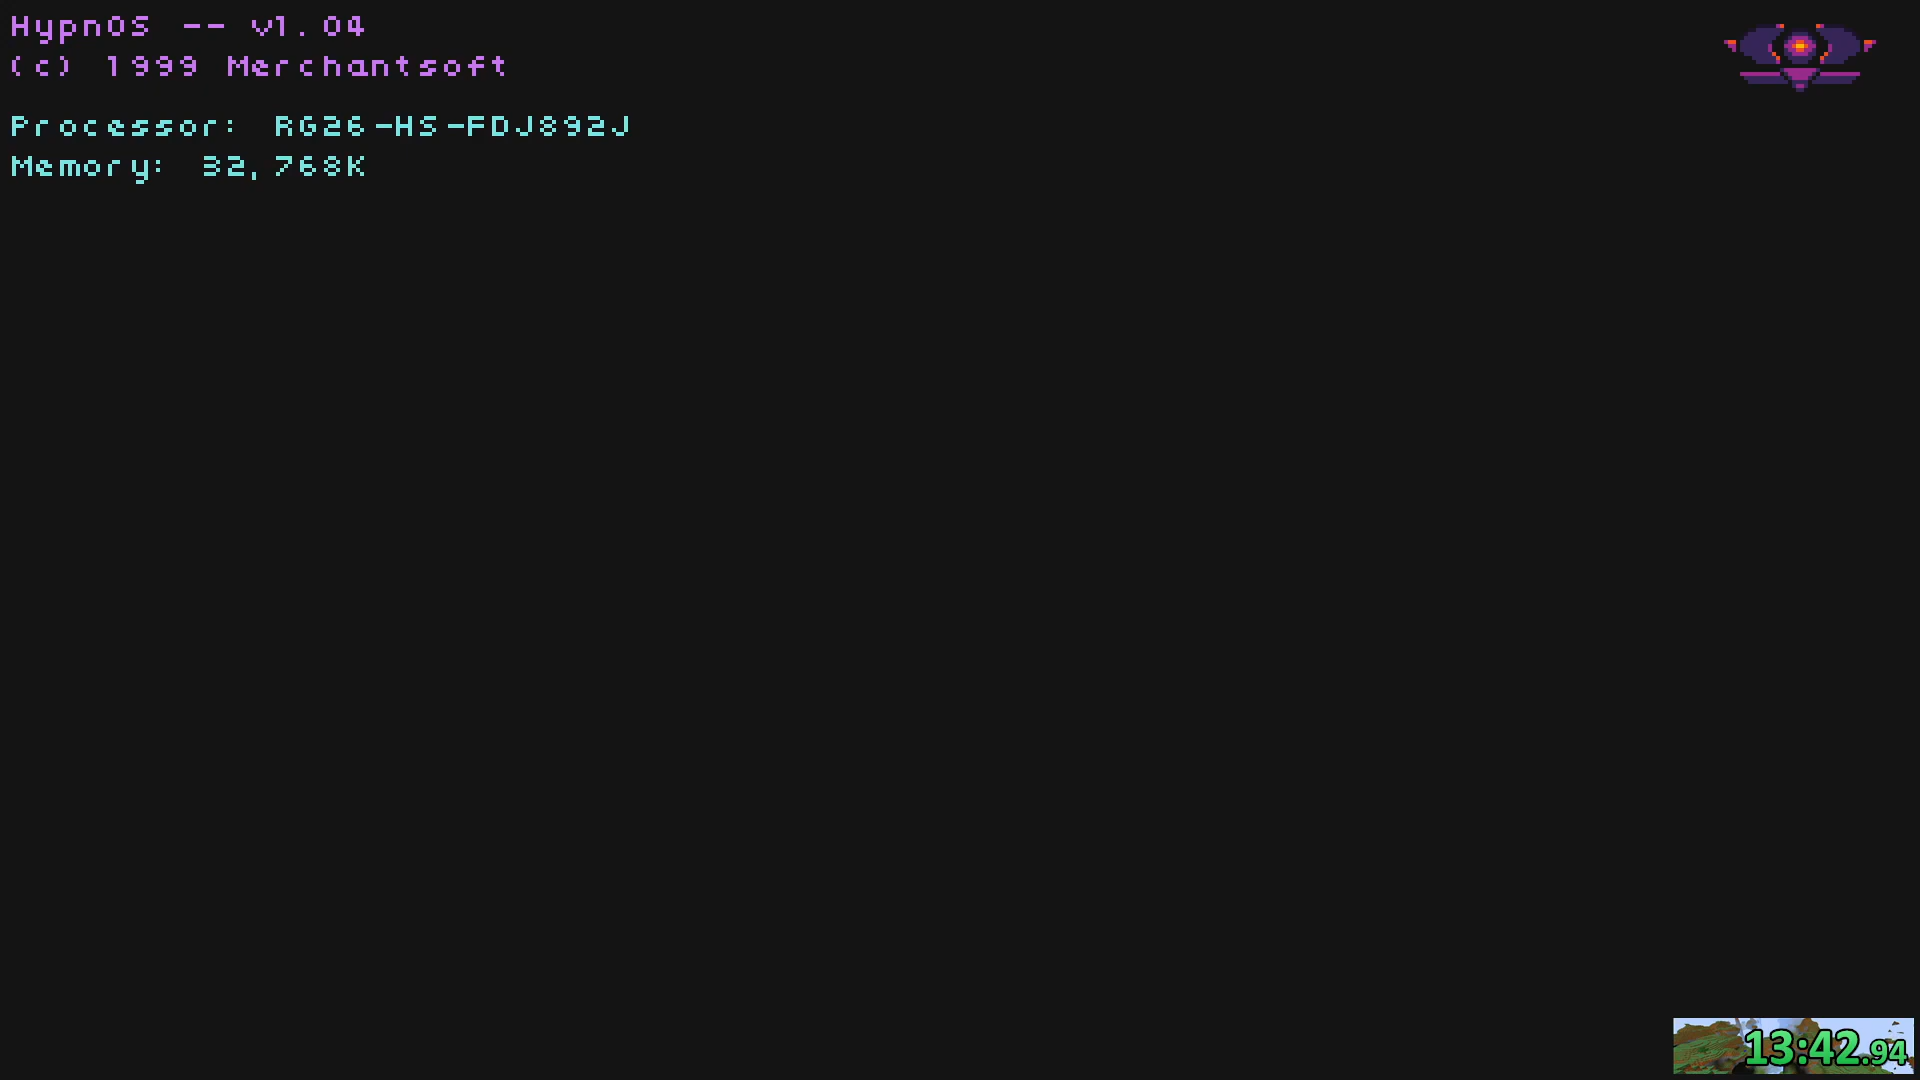 HypnOS -- v1.04
(c) 1999 Merchantsoft
Processor: RG26-HS-FDJ892J
Memory: 32,768K
13:42.94